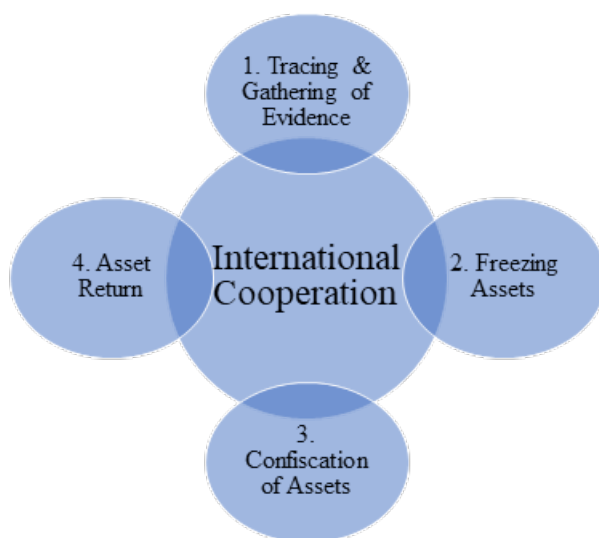 1. Tracing &
Gathering of
Evidence
International
Cooperation
2. Freezing
Assets
3.
Confiscation
of Assets
4. Asset
Return